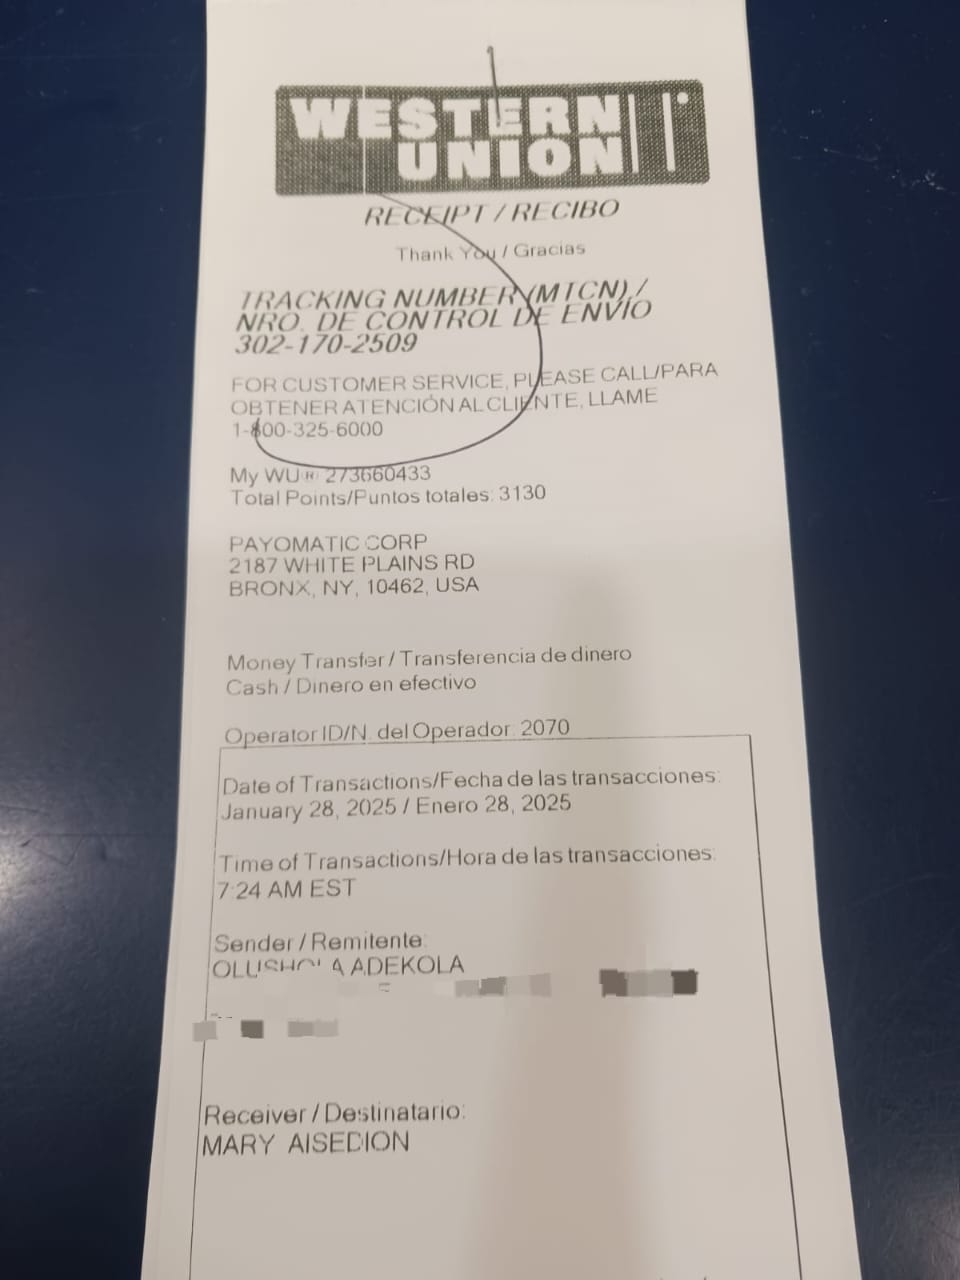 WESTERN
UNION
RECEIPT / RECIBO
Thank You / Gracias
TRACKING NUMBER (MTCN) /
NRO. DE CONTROL DE ENVÍO
302-170-2509
FOR CUSTOMER SERVICE, PLEASE CALL/PARA
OBTENER ATENCIÓN AL CLIENTE, LLAME
1-800-325-6000
My WU® 273660433
Total Points/Puntos totales: 3130
PAYOMATIC CORP
2187 WHITE PLAINS RD
BRONX, NY, 10462, USA
Money Transfer / Transferencia de dinero
Cash / Dinero en efectivo
Operator ID/N. del Operador: 2070
Date of Transactions/Fecha de las transacciones:
January 28, 2025 / Enero 28, 2025
Time of Transactions/Hora de las transacciones:
7:24 AM EST
Sender / Remitente:
ADEKOLA
Receiver / Destinatario:
MARY AISEDION